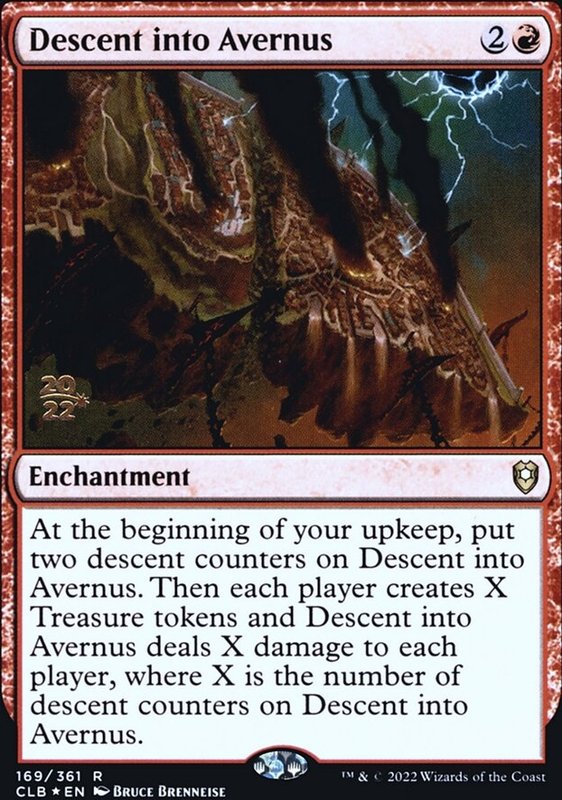 Descent into Avernus 2
20
22
Enchantment
At the beginning of your upkeep, put
two descent counters on Descent into
Avernus. Then each player creates X
Treasure tokens and Descent into
Avernus deals X damage to each
player, where X is the number of
descent counters on Descent into
Avernus.
169/361 R
CLB ★ EN Bruce Brenneise
™ & © 2022 Wizards of the Coast